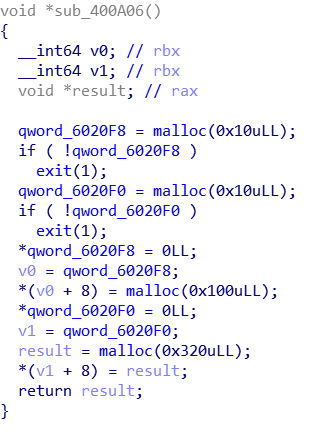 void *sub_400A06()
{
  __int64 v0; // rbx
  __int64 v1; // rbx
  void *result; // rax

  qword_6020F8 = malloc(0x10uLL);
  if ( !qword_6020F8 )
    exit(1);
  qword_6020F0 = malloc(0x10uLL);
  if ( !qword_6020F0 )
    exit(1);
  *qword_6020F8 = 0LL;
  v0 = qword_6020F8;
  *(v0 + 8) = malloc(0x100uLL);
  *qword_6020F0 = 0LL;
  v1 = qword_6020F0;
  result = malloc(0x320uLL);
  *(v1 + 8) = result;
  return result;
}